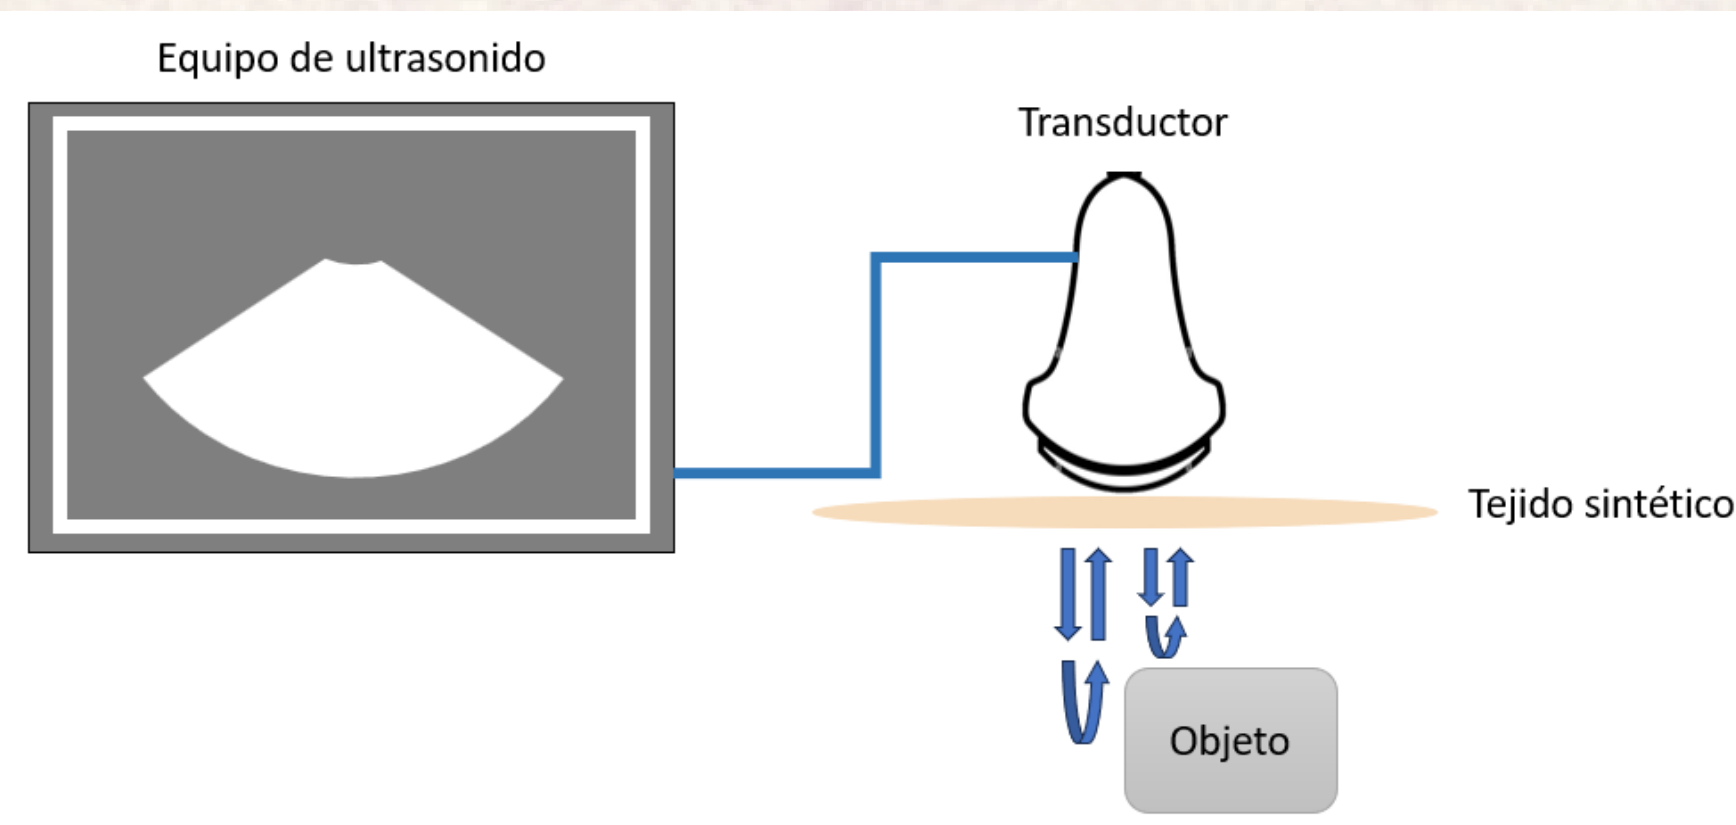 Equipo de ultrasonido
Transductor
Tejido sintético
Objeto